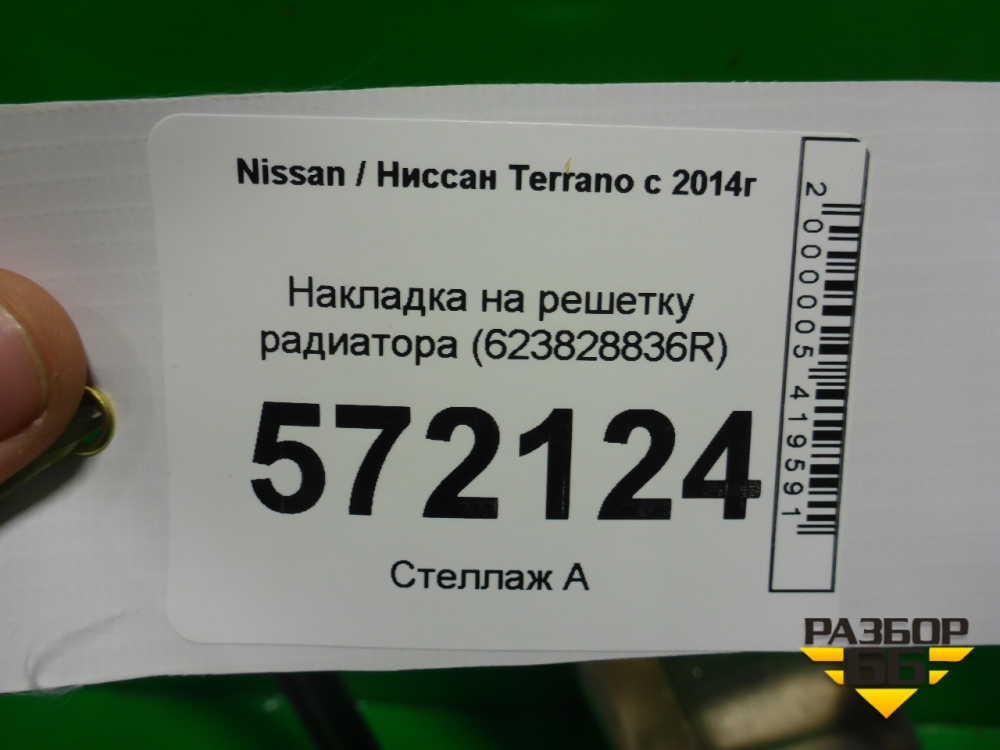 Nissan / Ниссан Terrano с 2014г
Накладка на решетку
радиатора (623828836R)
572124
Стеллаж А
2000005419591
РАЗБОР
66